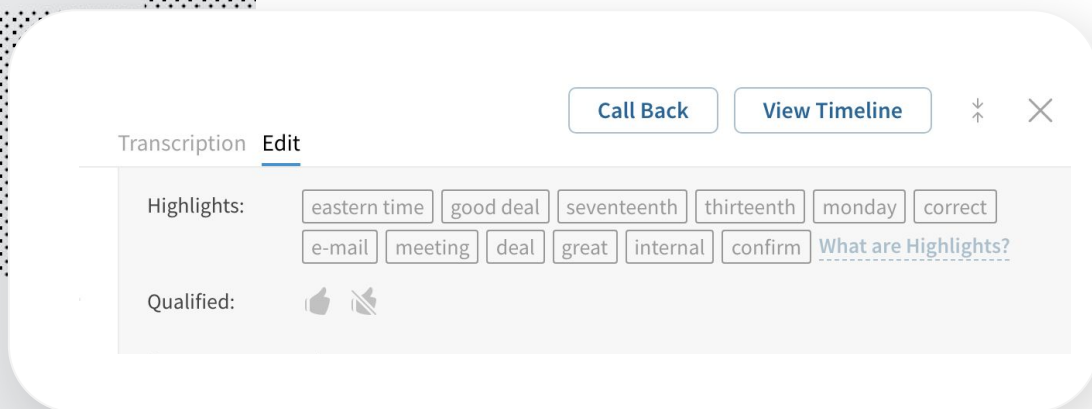 Call Back View Timeline
Transcription Edit
Highlights: eastern time good deal seventeenth thirteenth monday correct
e-mail meeting deal great internal confirm What are Highlights?
Qualified: